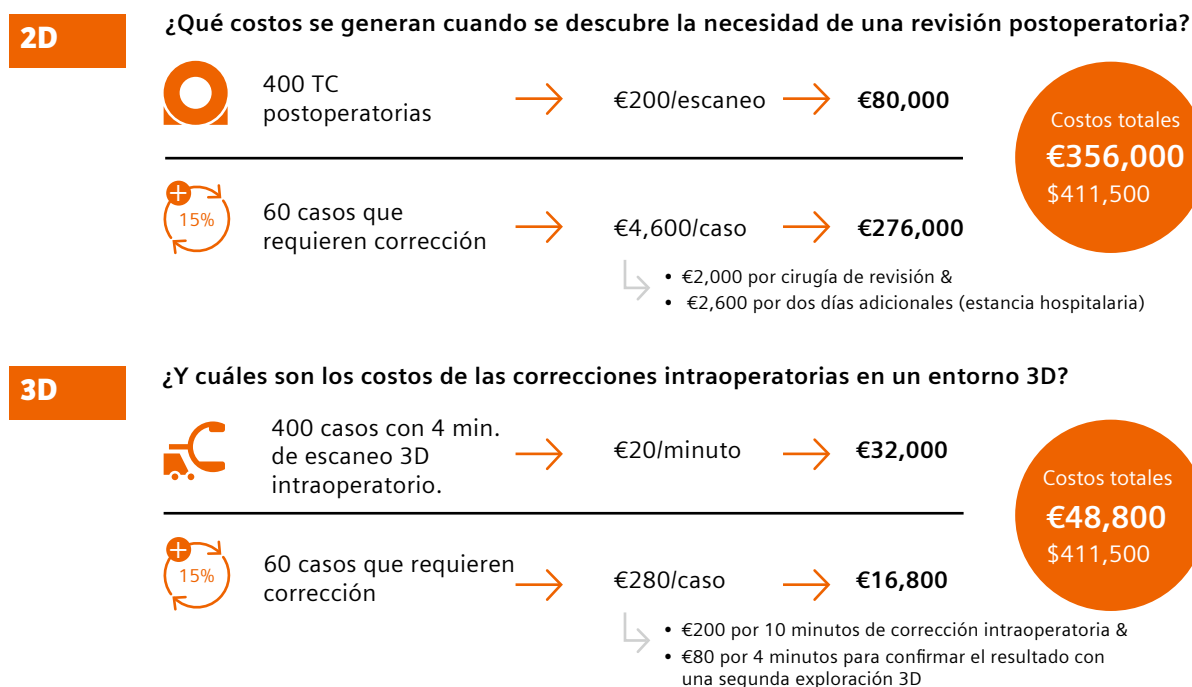 2D
¿Qué costos se generan cuando se descubre la necesidad de una revisión postoperatoria?
400 TC
postoperatorias
€200/escaneo
€80,000
Costos totales
€356,000
$411,500
15%
60 casos que
requieren corrección
€4,600/caso
€276,000
• €2,000 por cirugía de revisión &
• €2,600 por dos días adicionales (estancia hospitalaria)
3D
¿Y cuáles son los costos de las correcciones intraoperatorias en un entorno 3D?
400 casos con 4 min.
de escaneo 3D
intraoperatorio.
€20/minuto
€32,000
Costos totales
€48,800
$411,500
15%
60 casos que requieren
corrección
€280/caso
€16,800
• €200 por 10 minutos de corrección intraoperatoria &
• €80 por 4 minutos para confirmar el resultado con
una segunda exploración 3D